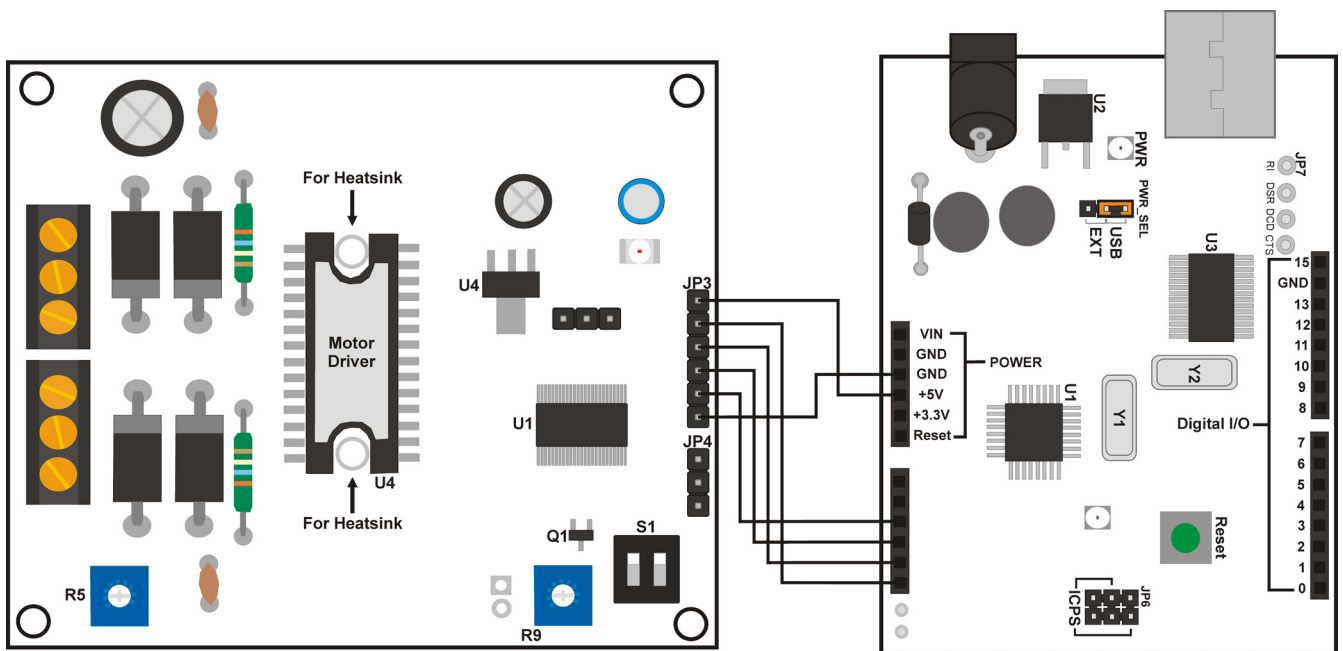 For Heatsink
Motor
Driver
U4
For Heatsink
U4
U1
Q1
S1
R5
R9
JP3
JP4
U2
PWR
PWR_SEL
USB
EXT
JP7
RI
DSR
DCD
CTS
U3
VIN
GND
GND
+5V
+3.3V
Reset
POWER
U1
Y1
Y2
Digital I/O
15
GND
13
12
11
10
9
8
7
6
5
4
3
2
1
0
Reset
JP6
ICPS